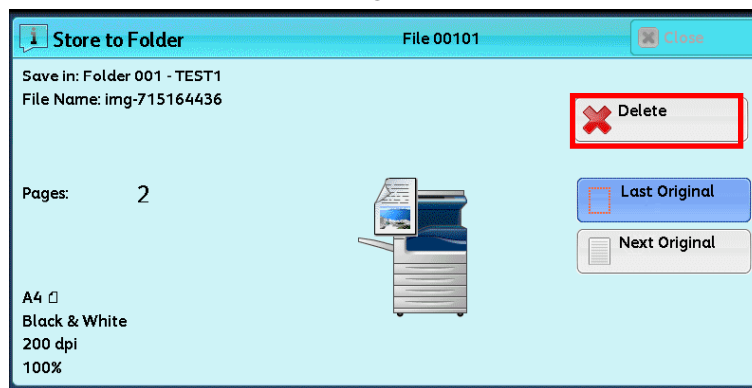 Store to Folder
File 00101
Close
Save in: Folder 001 - TEST1
File Name: img-715164436
Delete
Pages: 2
Last Original
Next Original
A4
Black & White
200 dpi
100%